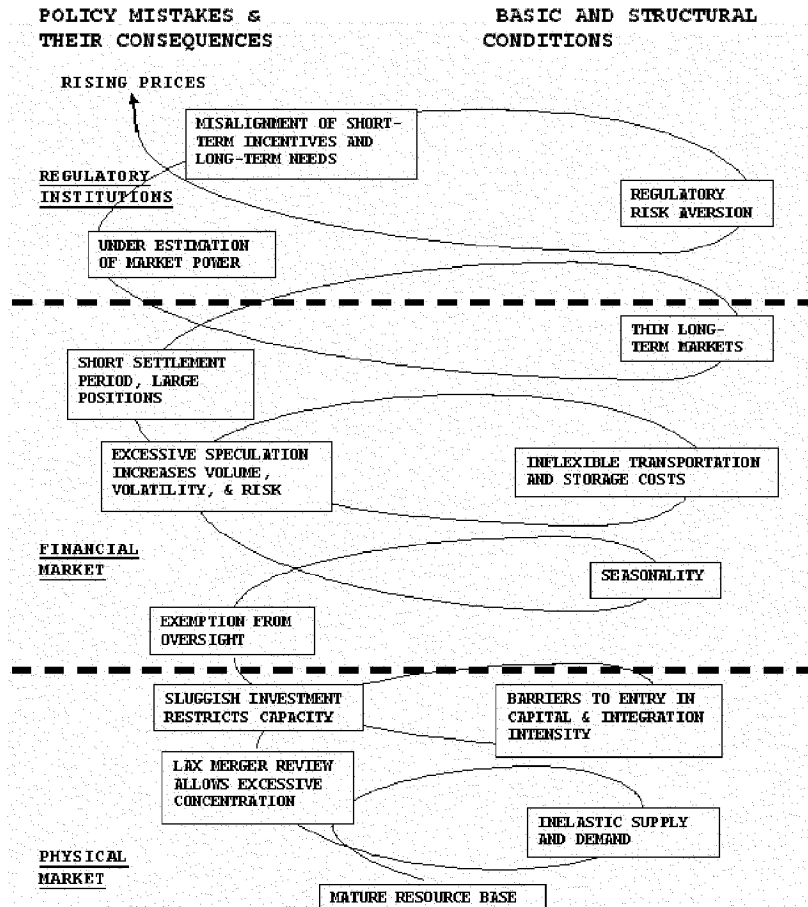 POLICY MISTAKES &
THEIR CONSEQUENCES
BASIC AND STRUCTURAL
CONDITIONS
RISING PRICES
MISALIGNMENT OF SHORT-
TERM INCENTIVES AND
LONG-TERM NEEDS
REGULATORY
INSTITUTIONS
REGULATORY
RISK AVERSION
UNDER ESTIMATION
OF MARKET POWER
THIN LONG-
TERM MARKETS
SHORT SETTLEMENT
PERIOD, LARGE
POSITIONS
EXCESSIVE SPECULATION
INCREASES VOLUME,
VOLATILITY, & RISK
INFLEXIBLE TRANSPORTATION
AND STORAGE COSTS
FINANCIAL
MARKET
SEASONALITY
EXEMPTION FROM
OVERSIGHT
SLUGGISH INVESTMENT
RESTRICTS CAPACITY
BARRIERS TO ENTRY IN
CAPITAL & INTEGRATION
INTENSITY
LAX MERGER REVIEW
ALLOWS EXCESSIVE
CONCENTRATION
INELASTIC SUPPLY
AND DEMAND
PHYSICAL
MARKET
MATURE RESOURCE BASE